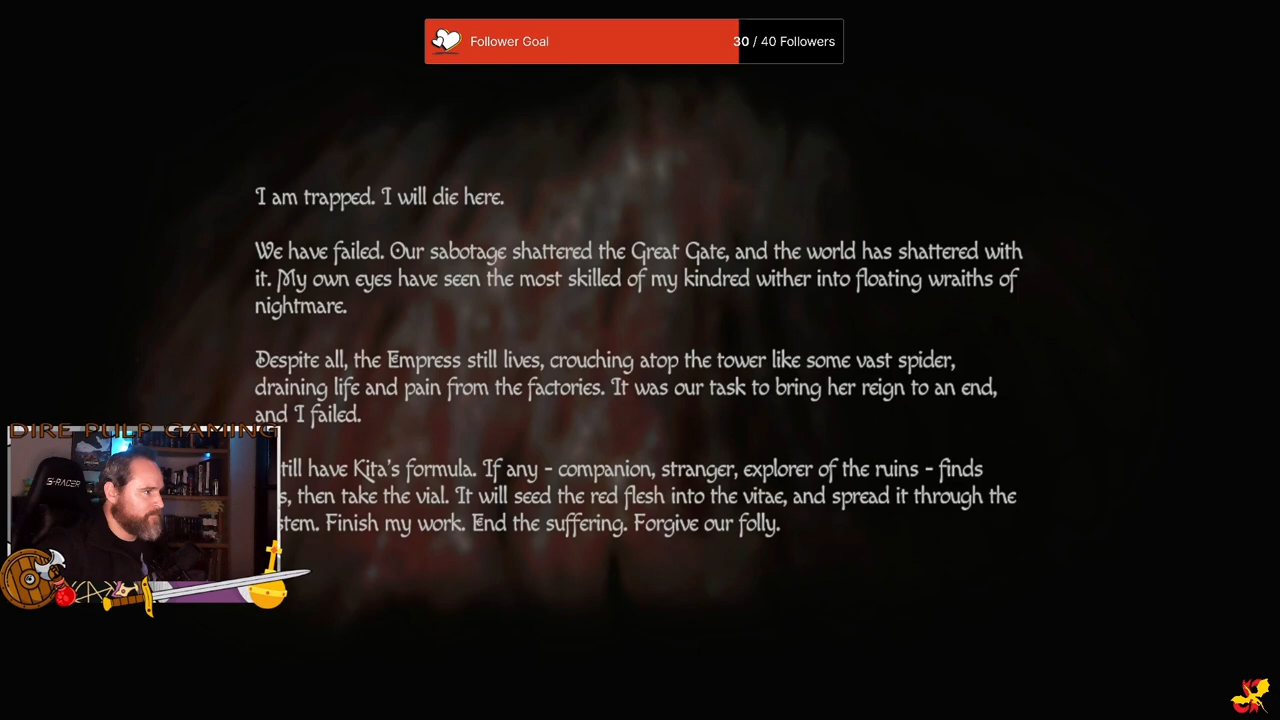 Follower Goal
30 / 40 Followers
I am trapped. I will die here.
We have failed. Our sabotage shattered the Great Gate, and the world has shattered with
it. My own eyes have seen the most skilled of my kindred wither into floating wraiths of
nightmare.
Despite all, the Empress still lives, crouching atop the tower like some vast spider,
draining life and pain from the factories. It was our task to bring her reign to an end,
and I failed.
till have Kita's formula. If any - companion, stranger, explorer of the ruins - finds
s, then take the vial. It will seed the red flesh into the vitae, and spread it through the
stem. Finish my work. End the suffering. Forgive our folly.
DIRE PULP GAMING
S-RACER